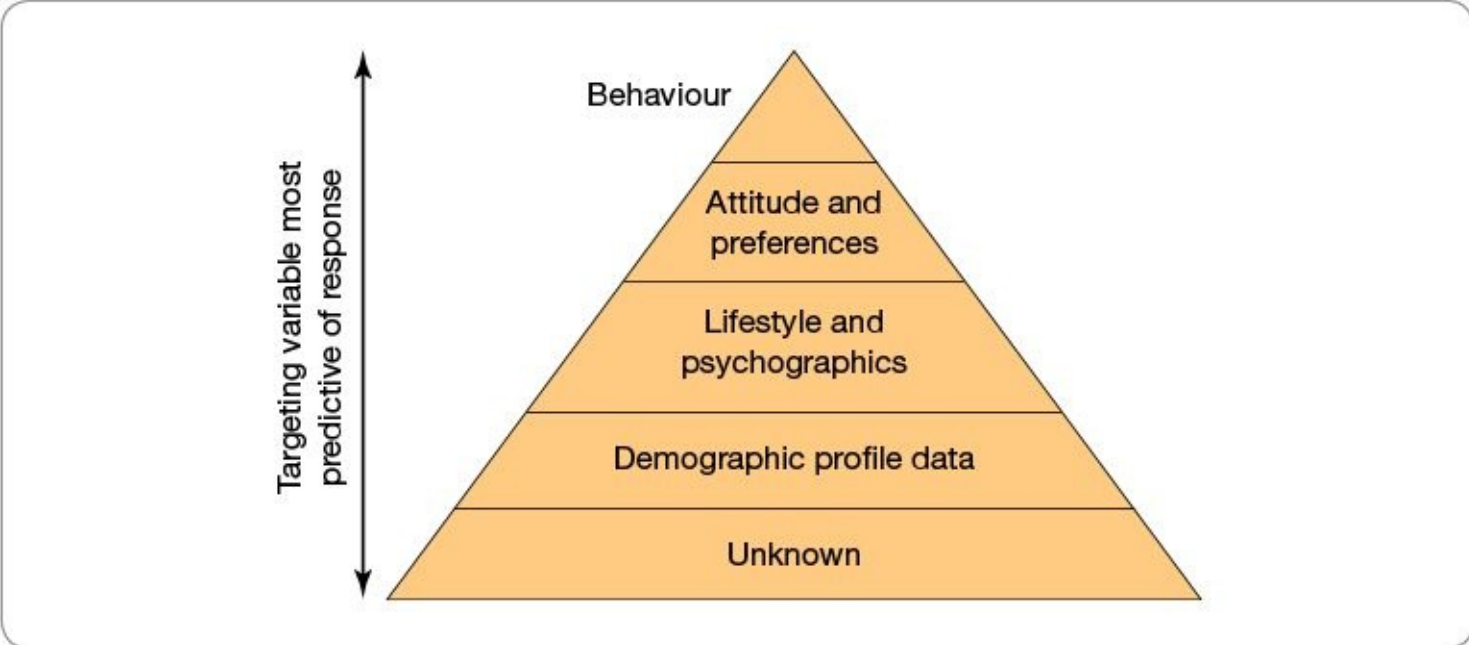 Behaviour
Attitude and
preferences
Lifestyle and
psychographics
Demographic profile data
Unknown
Targeting variable most
predictive of response